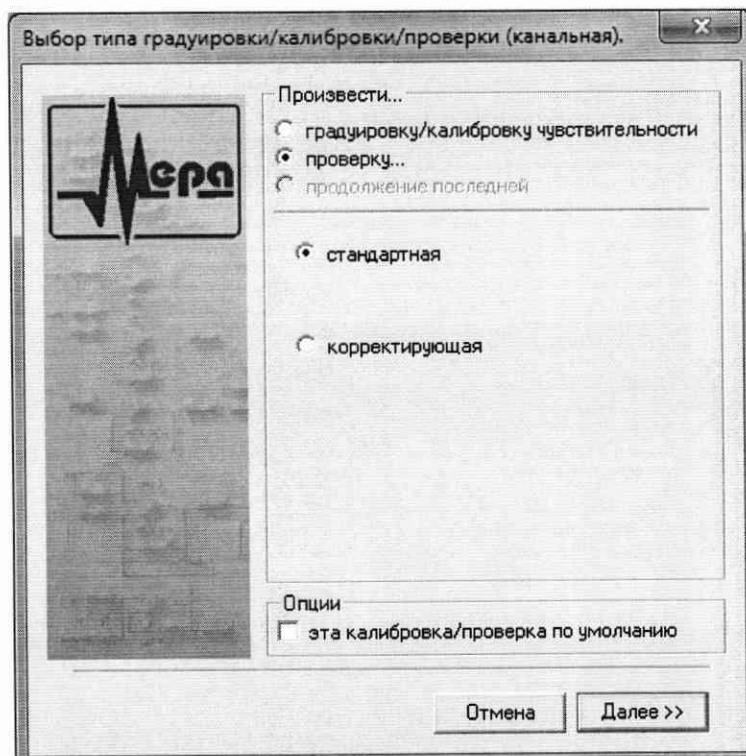 Выбор типа градуировки/калибровки/проверки (канальная).
Мера
Произвести...
градуировку/калибровку чувствительности
проверку...
продолжение последней
стандартная
корректирующая
Опции
эта калибровка/проверка по умолчанию
Отмена
Далее >>